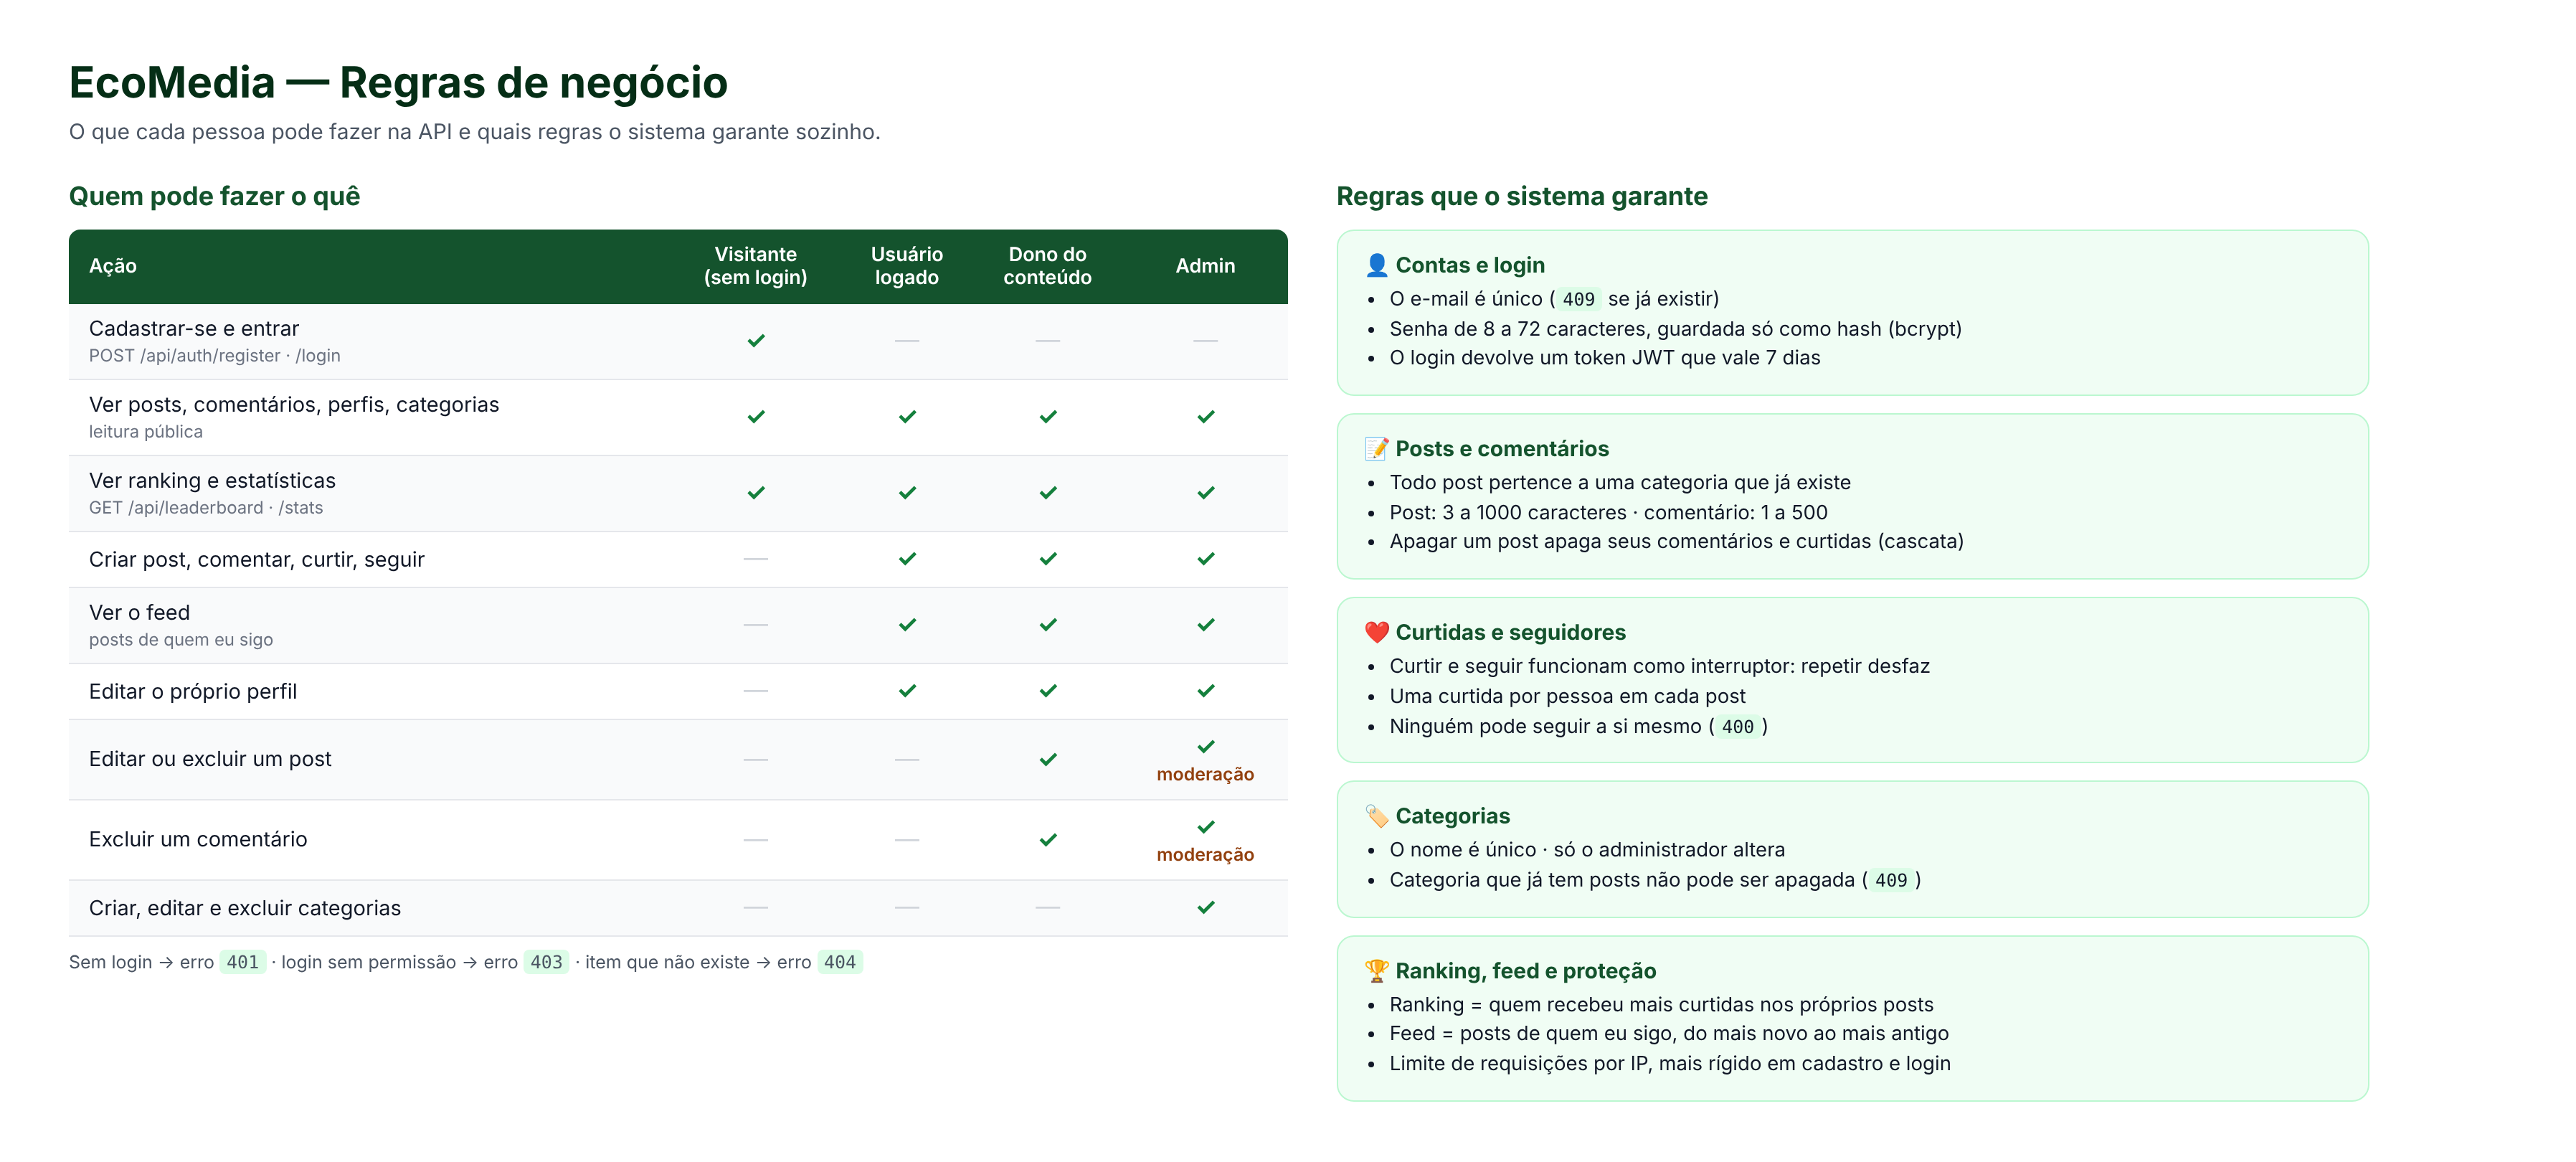 EcoMedia — Regras de negócio
O que cada pessoa pode fazer na API e quais regras o sistema garante sozinho.
Quem pode fazer o quê
Ação
Visitante
(sem login)
Usuário
logado
Dono do
conteúdo
Admin
Cadastrar-se e entrar
POST /api/auth/register · /login
✓ — — —
Ver posts, comentários, perfis, categorias
leitura pública
✓ ✓ ✓ ✓
Ver ranking e estatísticas
GET /api/leaderboard · /stats
✓ ✓ ✓ ✓
Criar post, comentar, curtir, seguir
— ✓ ✓ ✓
Ver o feed
posts de quem eu sigo
— ✓ ✓ ✓
Editar o próprio perfil
— ✓ ✓ ✓
Editar ou excluir um post
— — ✓ ✓
moderação
Excluir um comentário
— — ✓ ✓
moderação
Criar, editar e excluir categorias
— — — ✓
Sem login → erro 401 · login sem permissão → erro 403 · item que não existe → erro 404
Regras que o sistema garante
👤 Contas e login
• O e-mail é único ( 409 se já existir)
• Senha de 8 a 72 caracteres, guardada só como hash (bcrypt)
• O login devolve um token JWT que vale 7 dias
📝 Posts e comentários
• Todo post pertence a uma categoria que já existe
• Post: 3 a 1000 caracteres · comentário: 1 a 500
• Apagar um post apaga seus comentários e curtidas (cascata)
❤️ Curtidas e seguidores
• Curtir e seguir funcionam como interruptor: repetir desfaz
• Uma curtida por pessoa em cada post
• Ninguém pode seguir a si mesmo ( 400 )
🏷️ Categorias
• O nome é único · só o administrador altera
• Categoria que já tem posts não pode ser apagada ( 409 )
🏆 Ranking, feed e proteção
• Ranking = quem recebeu mais curtidas nos próprios posts
• Feed = posts de quem eu sigo, do mais novo ao mais antigo
• Limite de requisições por IP, mais rígido em cadastro e login